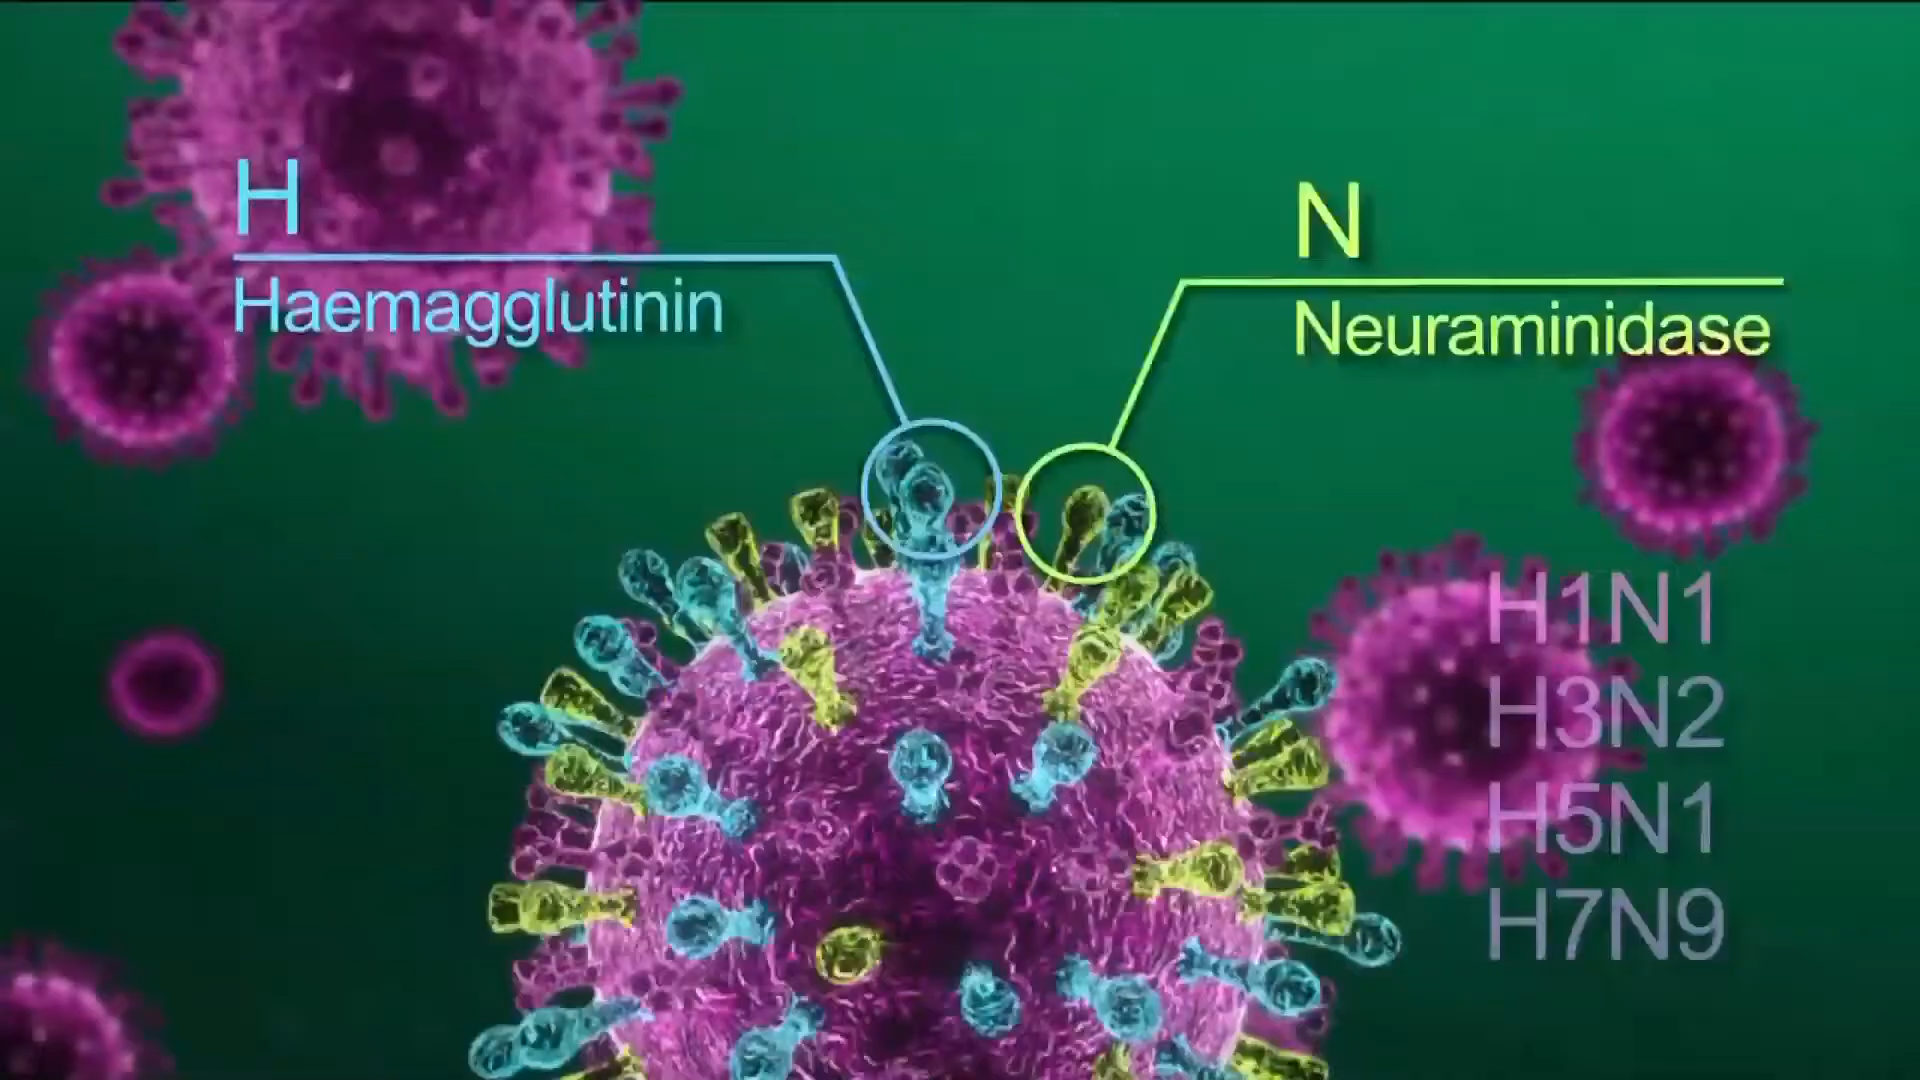 H
Haemagglutinin
N
Neuraminidase
H1N1
H3N2
H5N1
H7N9